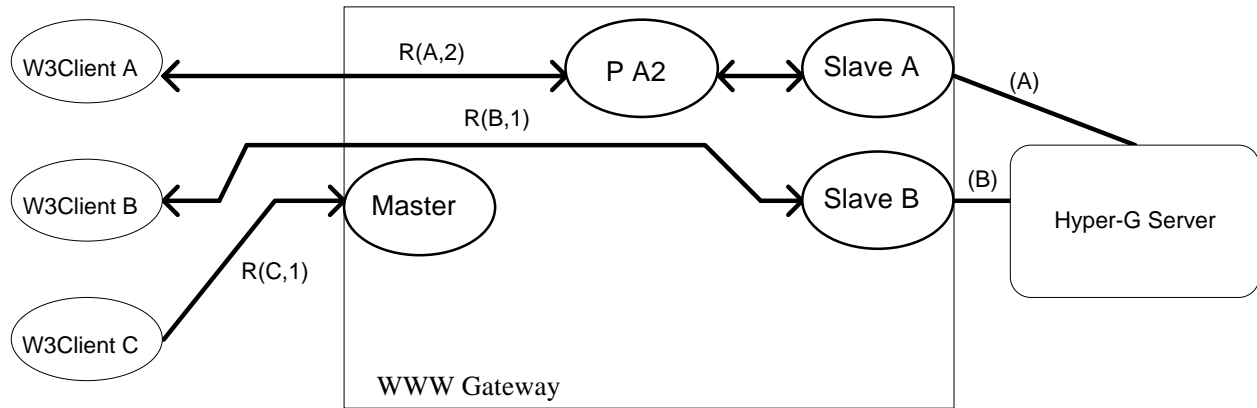 W3Client A
R(A,2)
P A2
Slave A
(A)
R(B,1)
W3Client B
Master
Slave B
(B)
Hyper-G Server
R(C,1)
W3Client C
WWW Gateway